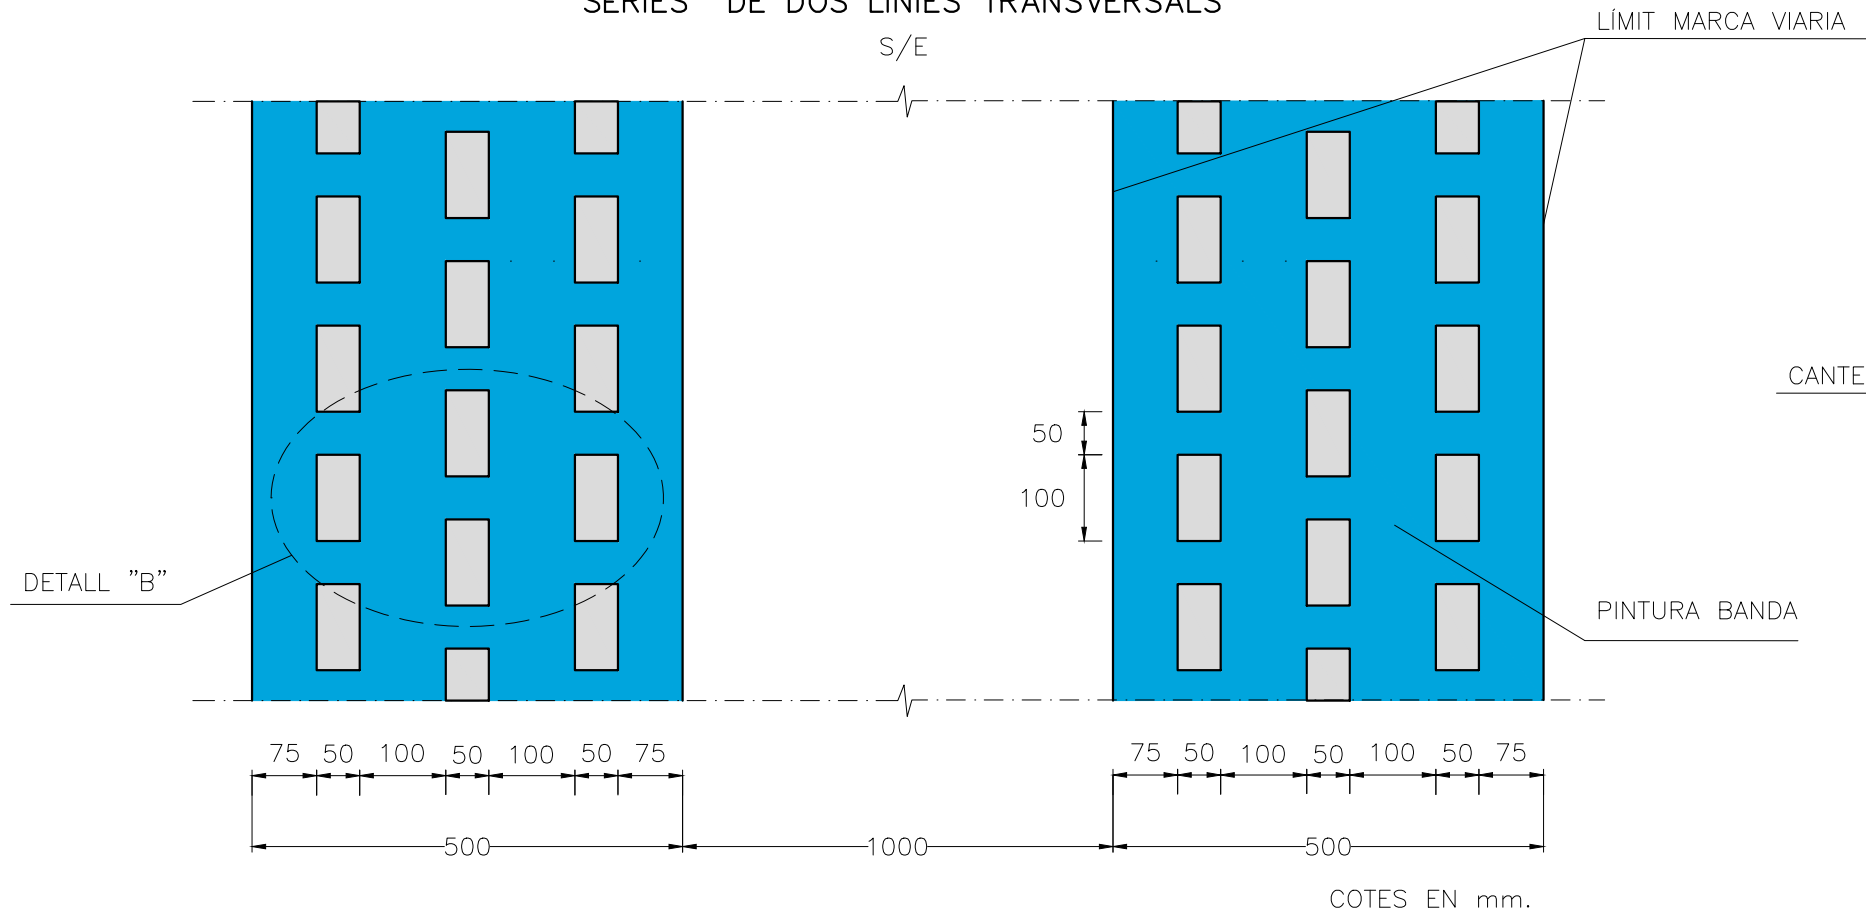 SÈRIES DE DOS LÍNIES TRANSVERSALS
S/E
LÍMIT MARCA VIARIA
CANTE
50
100
DETALL "B"
PINTURA BANDA
75 50 100 50 100 50 75
75 50 100 50 100 50 75
500 1000 500
COTES EN mm.